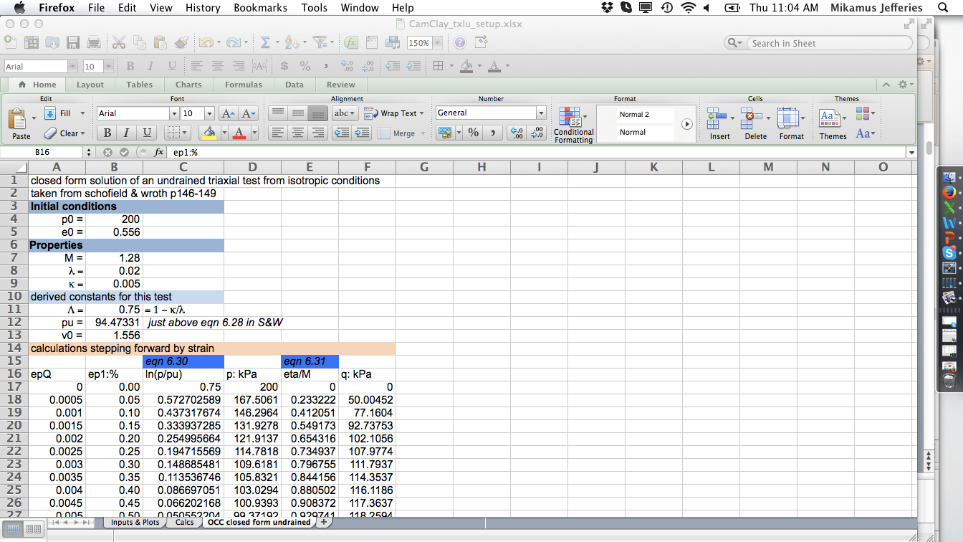 Firefox File Edit View History Bookmarks Tools Window Help Thu 11:04 AM Mikamus Jefferies
CamClay_txlu_setup.xlsx
150% Search in Sheet
Arial 10 B I U $ %
Home Layout Tables Charts Formulas Data Review
Edit Font Alignment Number Format Cells Themes
Paste Fill Arial 10 A A abc Wrap Text General Conditional Formatting Normal 2 Insert Delete Format Themes Aa
Clear B I U A Merge % Normal
B16 fx ep1:%
A B C D E F G H I J K L M N O
1 closed form solution of an undrained triaxial test from isotropic conditions
2 taken from schofield & wroth p146-149
3 Initial conditions
4 p0 = 200
5 e0 = 0.556
6 Properties
7 M = 1.28
8 λ = 0.02
9 κ = 0.005
10 derived constants for this test
11 Λ = 0.75 = 1 – κ/λ
12 pu = 94.47331 just above eqn 6.28 in S&W
13 v0 = 1.556
14 calculations stepping forward by strain
15 eqn 6.30 eqn 6.31
16 epQ ep1:% ln(p/pu) p: kPa eta/M q: kPa
17 0 0.00 0.75 200 0 0
18 0.0005 0.05 0.572702589 167.5061 0.233222 50.00452
19 0.001 0.10 0.437317674 146.2964 0.412051 77.1604
20 0.0015 0.15 0.333937285 131.9278 0.549173 92.73753
21 0.002 0.20 0.254995664 121.9137 0.654316 102.1056
22 0.0025 0.25 0.194715569 114.7818 0.734937 107.9774
23 0.003 0.30 0.148685481 109.6181 0.796755 111.7937
24 0.0035 0.35 0.113536746 105.8321 0.844156 114.3537
25 0.004 0.40 0.086697051 103.0294 0.880502 116.1186
26 0.0045 0.45 0.066202168 100.9393 0.908372 117.3637
27 0.005 0.50 0.050552204 99.37192 0.929741 118.2594
Inputs & Plots Calcs OCC closed form undrained +